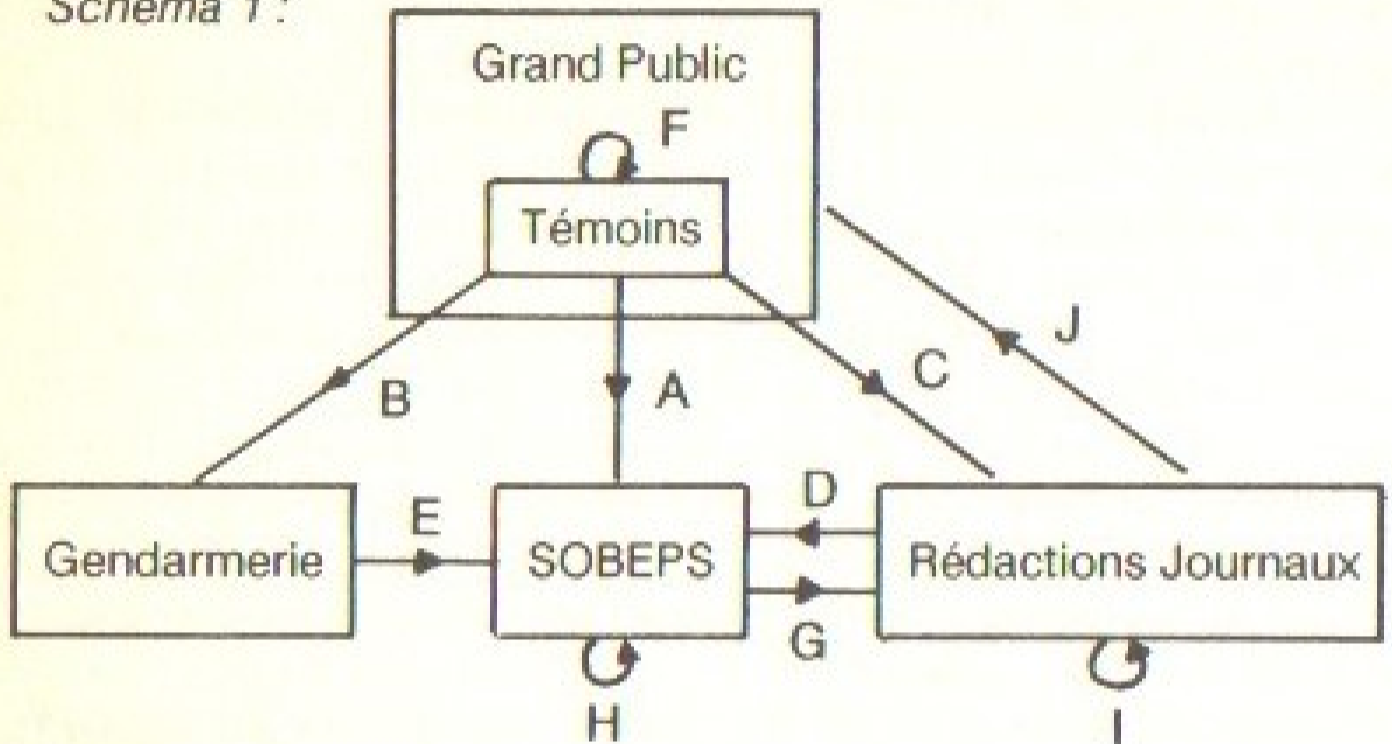 Schéma 1 :
Grand Public
F
Témoins
J
C
B
A
D
E
Gendarmerie
SOBEPS
Rédactions Journaux
G
H
I